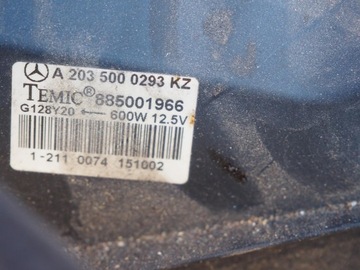 A 203 500 0293 KZ
TEMIC® 885001966
G128Y20 ← 600W 12.5V
1-211 0074 151002